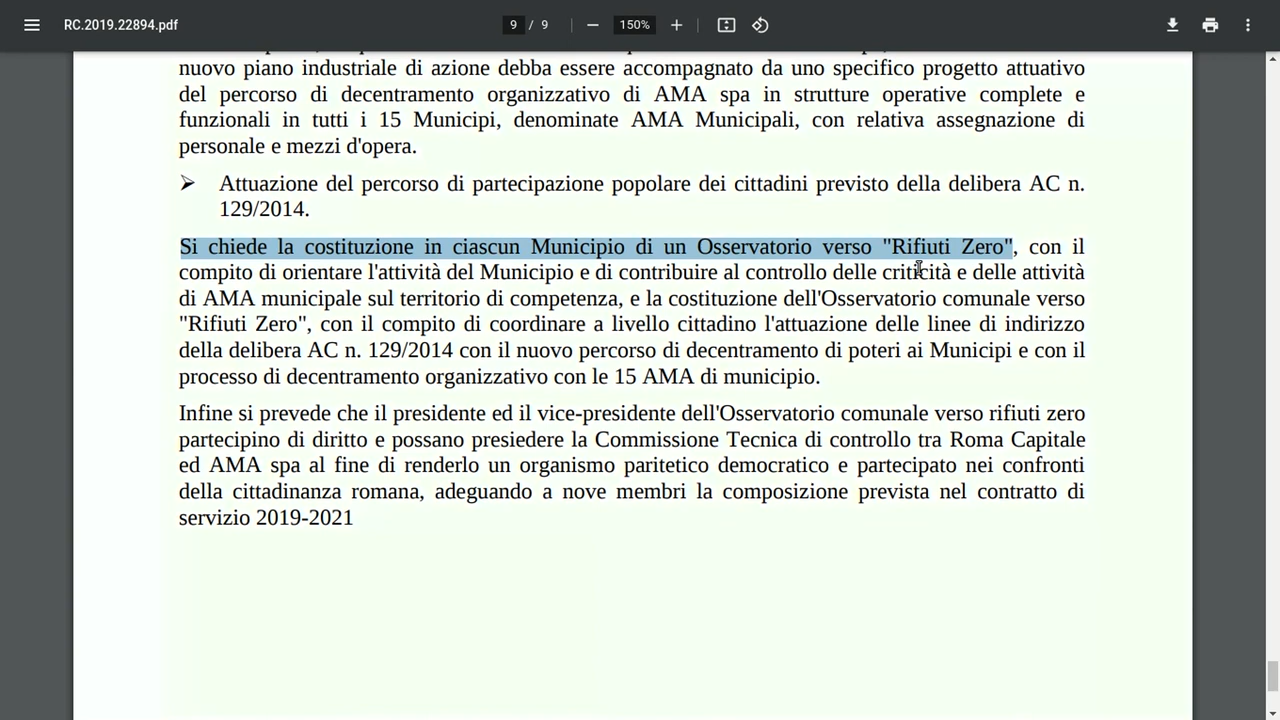 RC.2019.22894.pdf
9 / 9
150%
nuovo piano industriale di azione debba essere accompagnato da uno specifico progetto attuativo
del percorso di decentramento organizzativo di AMA spa in strutture operative complete e
funzionali in tutti i 15 Municipi, denominate AMA Municipali, con relativa assegnazione di
personale e mezzi d'opera.
➢ Attuazione del percorso di partecipazione popolare dei cittadini previsto della delibera AC n.
129/2014.
Si chiede la costituzione in ciascun Municipio di un Osservatorio verso "Rifiuti Zero", con il
compito di orientare l'attività del Municipio e di contribuire al controllo delle criticità e delle attività
di AMA municipale sul territorio di competenza, e la costituzione dell'Osservatorio comunale verso
"Rifiuti Zero", con il compito di coordinare a livello cittadino l'attuazione delle linee di indirizzo
della delibera AC n. 129/2014 con il nuovo percorso di decentramento di poteri ai Municipi e con il
processo di decentramento organizzativo con le 15 AMA di municipio.
Infine si prevede che il presidente ed il vice-presidente dell'Osservatorio comunale verso rifiuti zero
partecipino di diritto e possano presiedere la Commissione Tecnica di controllo tra Roma Capitale
ed AMA spa al fine di renderlo un organismo paritetico democratico e partecipato nei confronti
della cittadinanza romana, adeguando a nove membri la composizione prevista nel contratto di
servizio 2019-2021